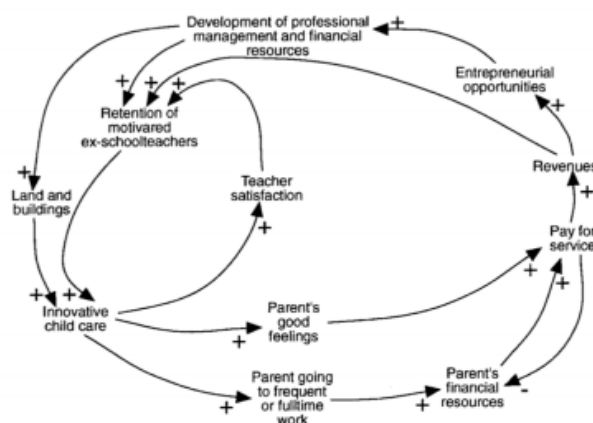 Development of professional
management and financial
resources
+
Entrepreneurial
opportunities
+
+
+
+
Retention of
motivared
ex-schoolteachers
+
Revenues
+
Land and
buildings
Teacher
satisfaction
+
+
Pay for
service
+
+
Innovative
child care
+
+
Parent's
good
feelings
+
Parent going
to frequent
or fulltime
work
+
+
Parent's
financial
resources
-